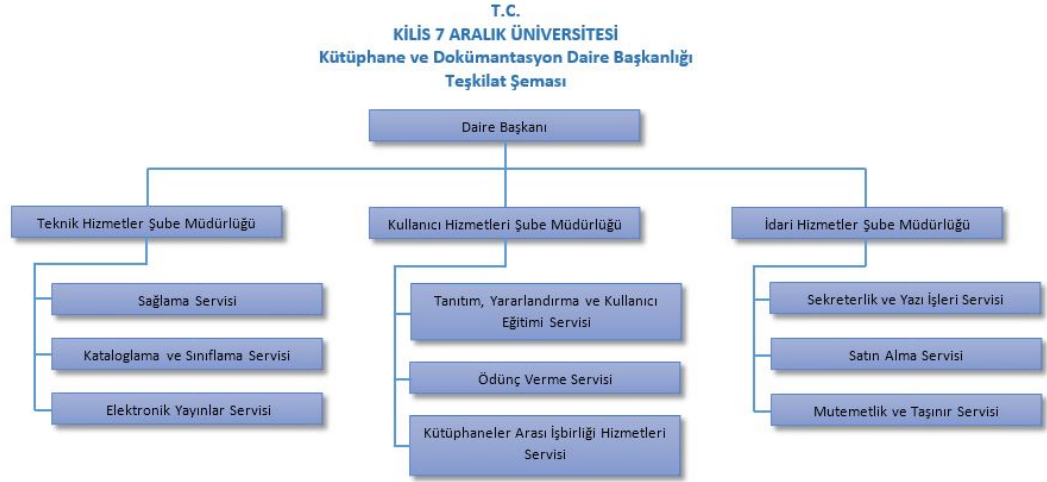 T.C.
KİLİS 7 ARALIK ÜNİVERSİTESİ
Kütüphane ve Dokümantasyon Daire Başkanlığı
Teşkilat Şeması
Daire Başkanı
Teknik Hizmetler Şube Müdürlüğü
Sağlama Servisi
Kataloglama ve Sınıflama Servisi
Elektronik Yayınlar Servisi
Kullanıcı Hizmetleri Şube Müdürlüğü
Tanıtım, Yararlandırma ve Kullanıcı
Eğitimi Servisi
Ödünç Verme Servisi
Kütüphaneler Arası İşbirliği Hizmetleri
Servisi
İdari Hizmetler Şube Müdürlüğü
Sekreterlik ve Yazı İşleri Servisi
Satın Alma Servisi
Mutemetlik ve Taşınır Servisi